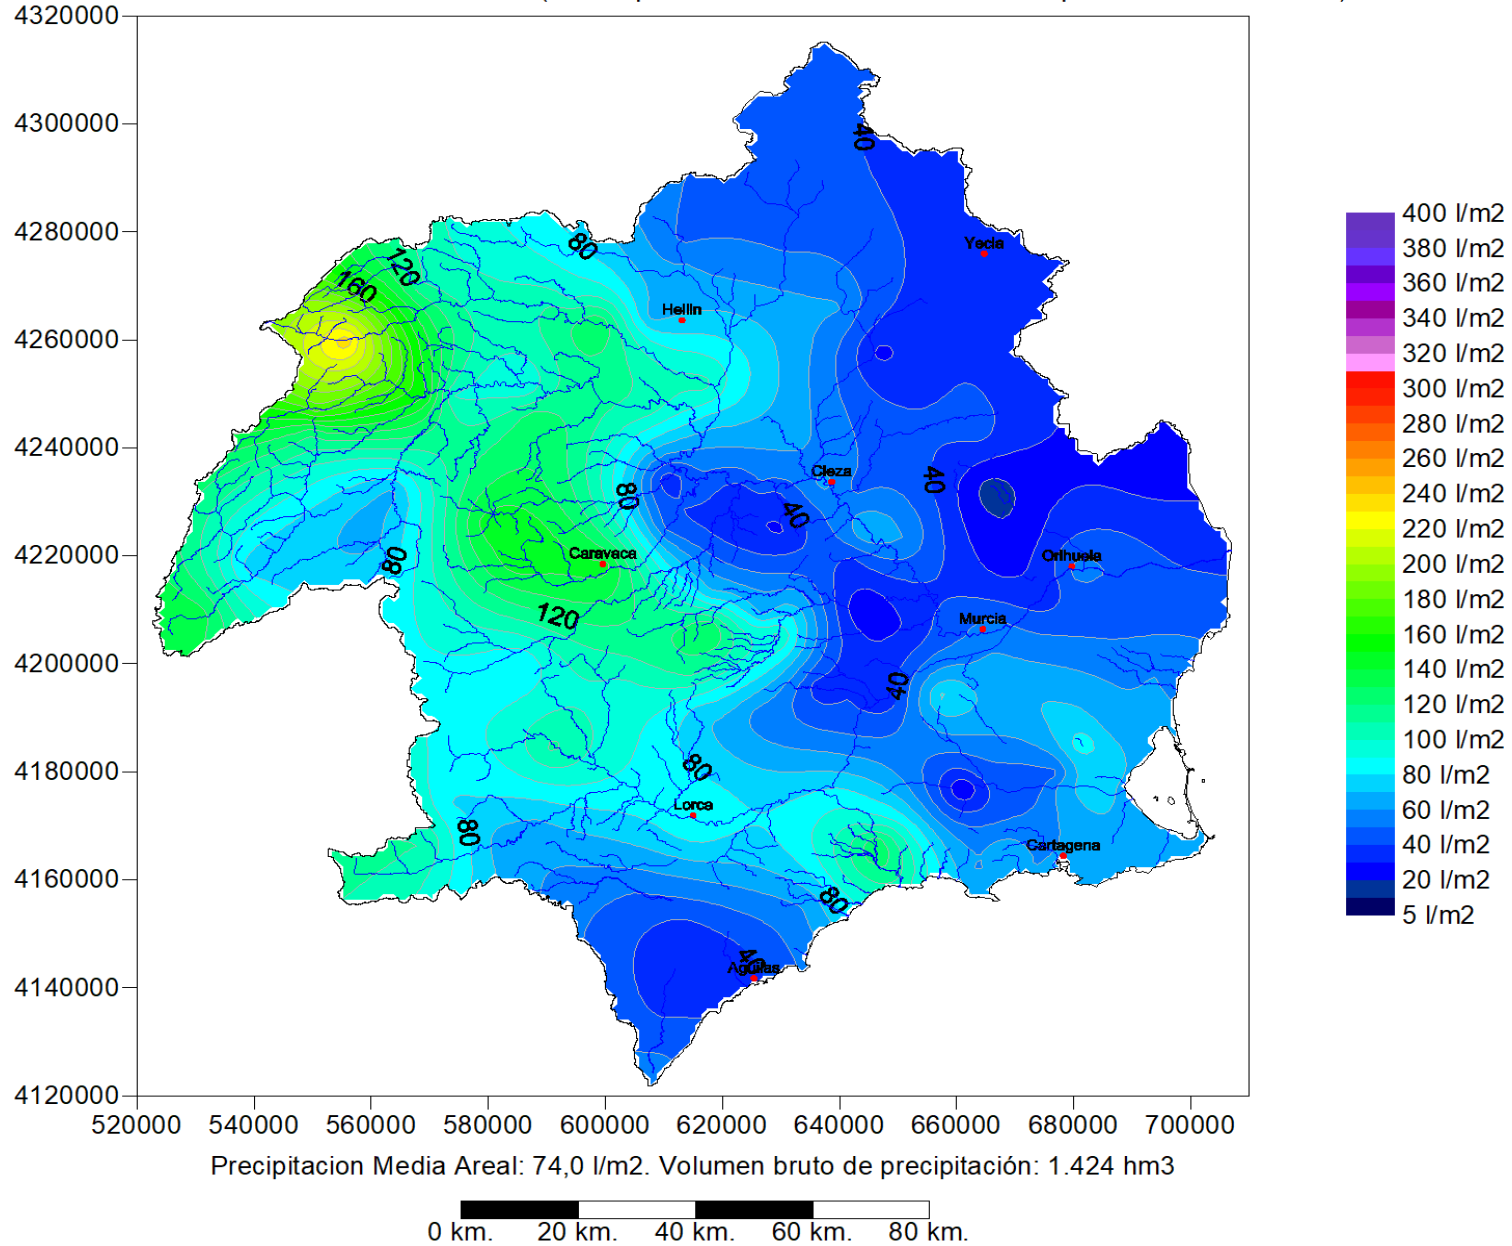 4320000
4300000
4280000
4260000
4240000
4220000
4200000
4180000
4160000
4140000
4120000
520000 540000 560000 580000 600000 620000 640000 660000 680000 700000
40
80
120
160
Yecla
Hellin
Cieza
40
80
40
Caravaca
Orihuela
80
120
Murcia
40
80
Lorca
80
Cartagena
80
40
Aguilas
400 l/m2
380 l/m2
360 l/m2
340 l/m2
320 l/m2
300 l/m2
280 l/m2
260 l/m2
240 l/m2
220 l/m2
200 l/m2
180 l/m2
160 l/m2
140 l/m2
120 l/m2
100 l/m2
80 l/m2
60 l/m2
40 l/m2
20 l/m2
5 l/m2
Precipitacion Media Areal: 74,0 l/m2. Volumen bruto de precipitación: 1.424 hm3
0 km. 20 km. 40 km. 60 km. 80 km.